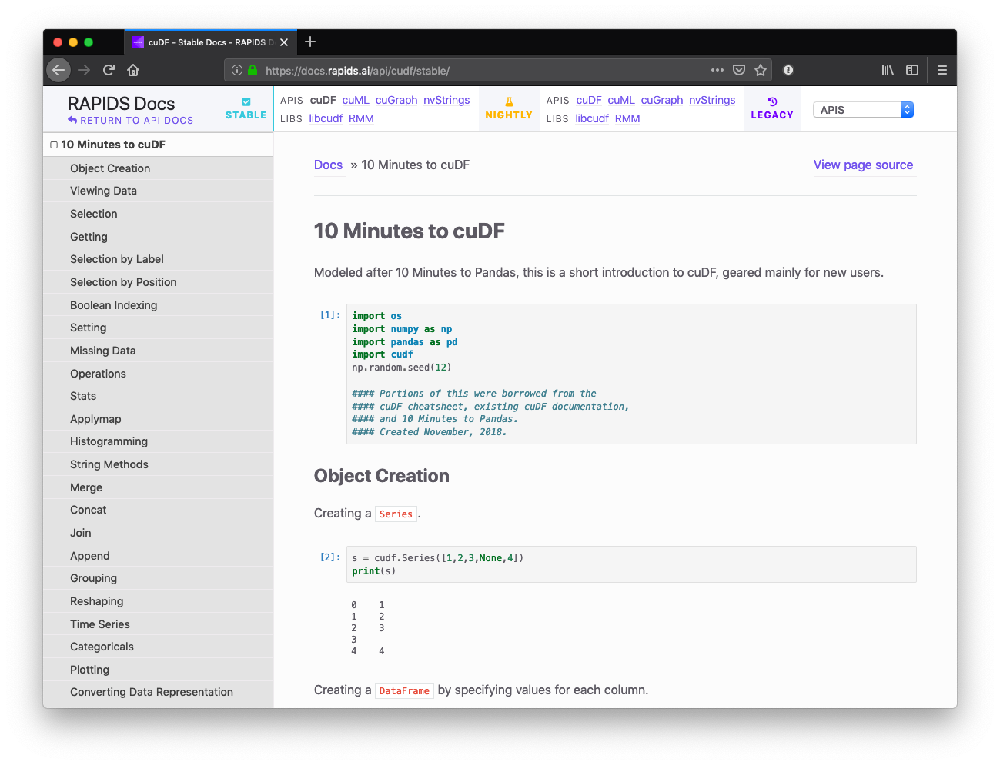 cuDF - Stable Docs - RAPIDS D
https://docs.rapids.ai/api/cudf/stable/
RAPIDS Docs
RETURN TO API DOCS
STABLE
APIS cuDF cuML cuGraph nvStrings
LIBS libcudf RMM
NIGHTLY
APIS cuDF cuML cuGraph nvStrings
LIBS libcudf RMM
LEGACY
APIS
10 Minutes to cuDF
Object Creation
Viewing Data
Selection
Getting
Selection by Label
Selection by Position
Boolean Indexing
Setting
Missing Data
Operations
Stats
Applymap
Histogramming
String Methods
Merge
Concat
Join
Append
Grouping
Reshaping
Time Series
Categoricals
Plotting
Converting Data Representation
Docs » 10 Minutes to cuDF
View page source
10 Minutes to cuDF
Modeled after 10 Minutes to Pandas, this is a short introduction to cuDF, geared mainly for new users.
[1]:
import os
import numpy as np
import pandas as pd
import cudf
np.random.seed(12)
#### Portions of this were borrowed from the
#### cuDF cheatsheet, existing cuDF documentation,
#### and 10 Minutes to Pandas.
#### Created November, 2018.
Object Creation
Creating a Series.
[2]:
s = cudf.Series([1,2,3,None,4])
print(s)
0 1
1 2
2 3
3
4 4
Creating a DataFrame by specifying values for each column.